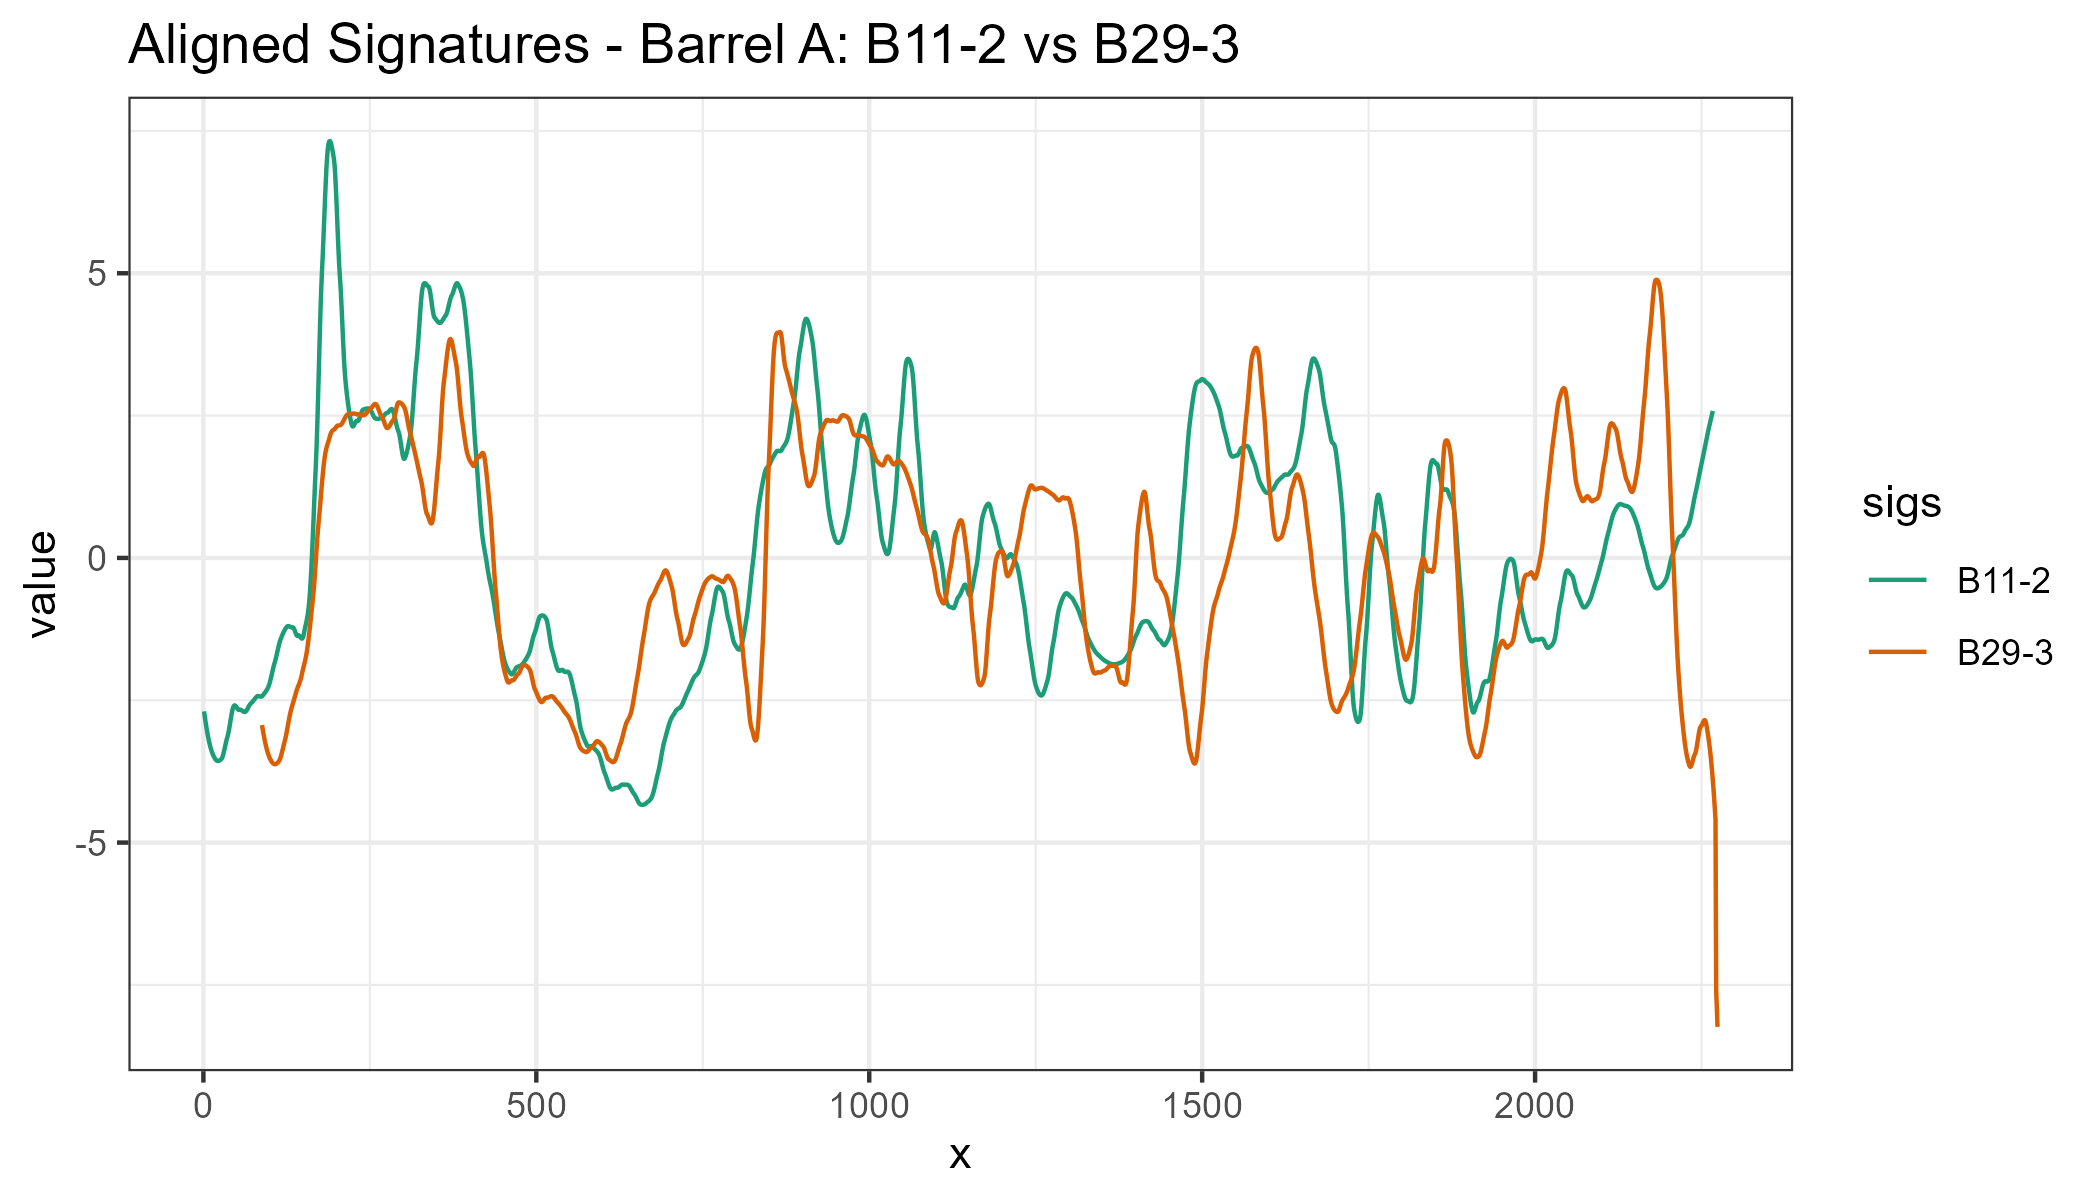 Aligned Signatures - Barrel A: B11-2 vs B29-3
value
5
0
-5
0 500 1000 1500 2000
x
sigs
B11-2
B29-3